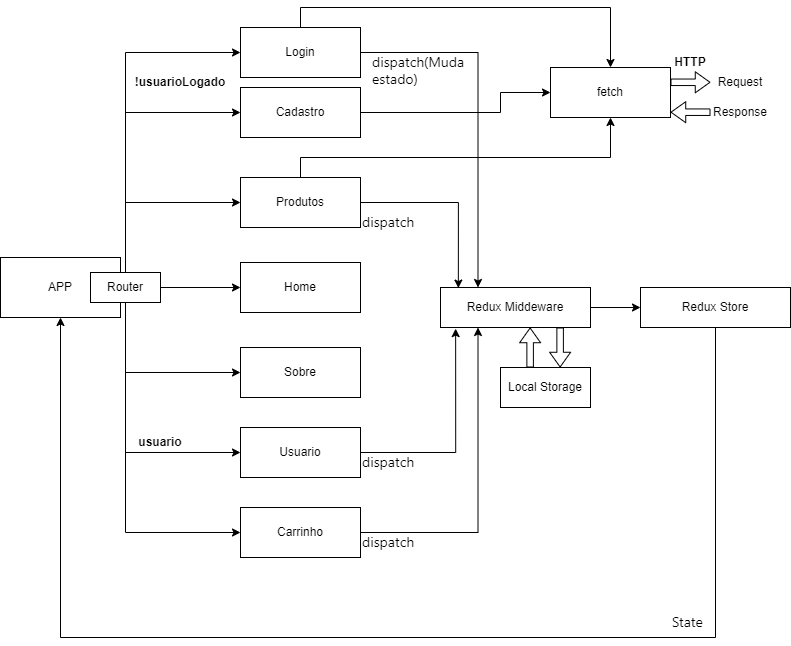 Login
dispatch(Muda
estado)
HTTP
Request
!usuarioLogado
fetch
Cadastro
Response
Produtos
dispatch
APP
Router
Home
Redux Middeware
Redux Store
Sobre
Local Storage
usuario
Usuario
dispatch
Carrinho
dispatch
State